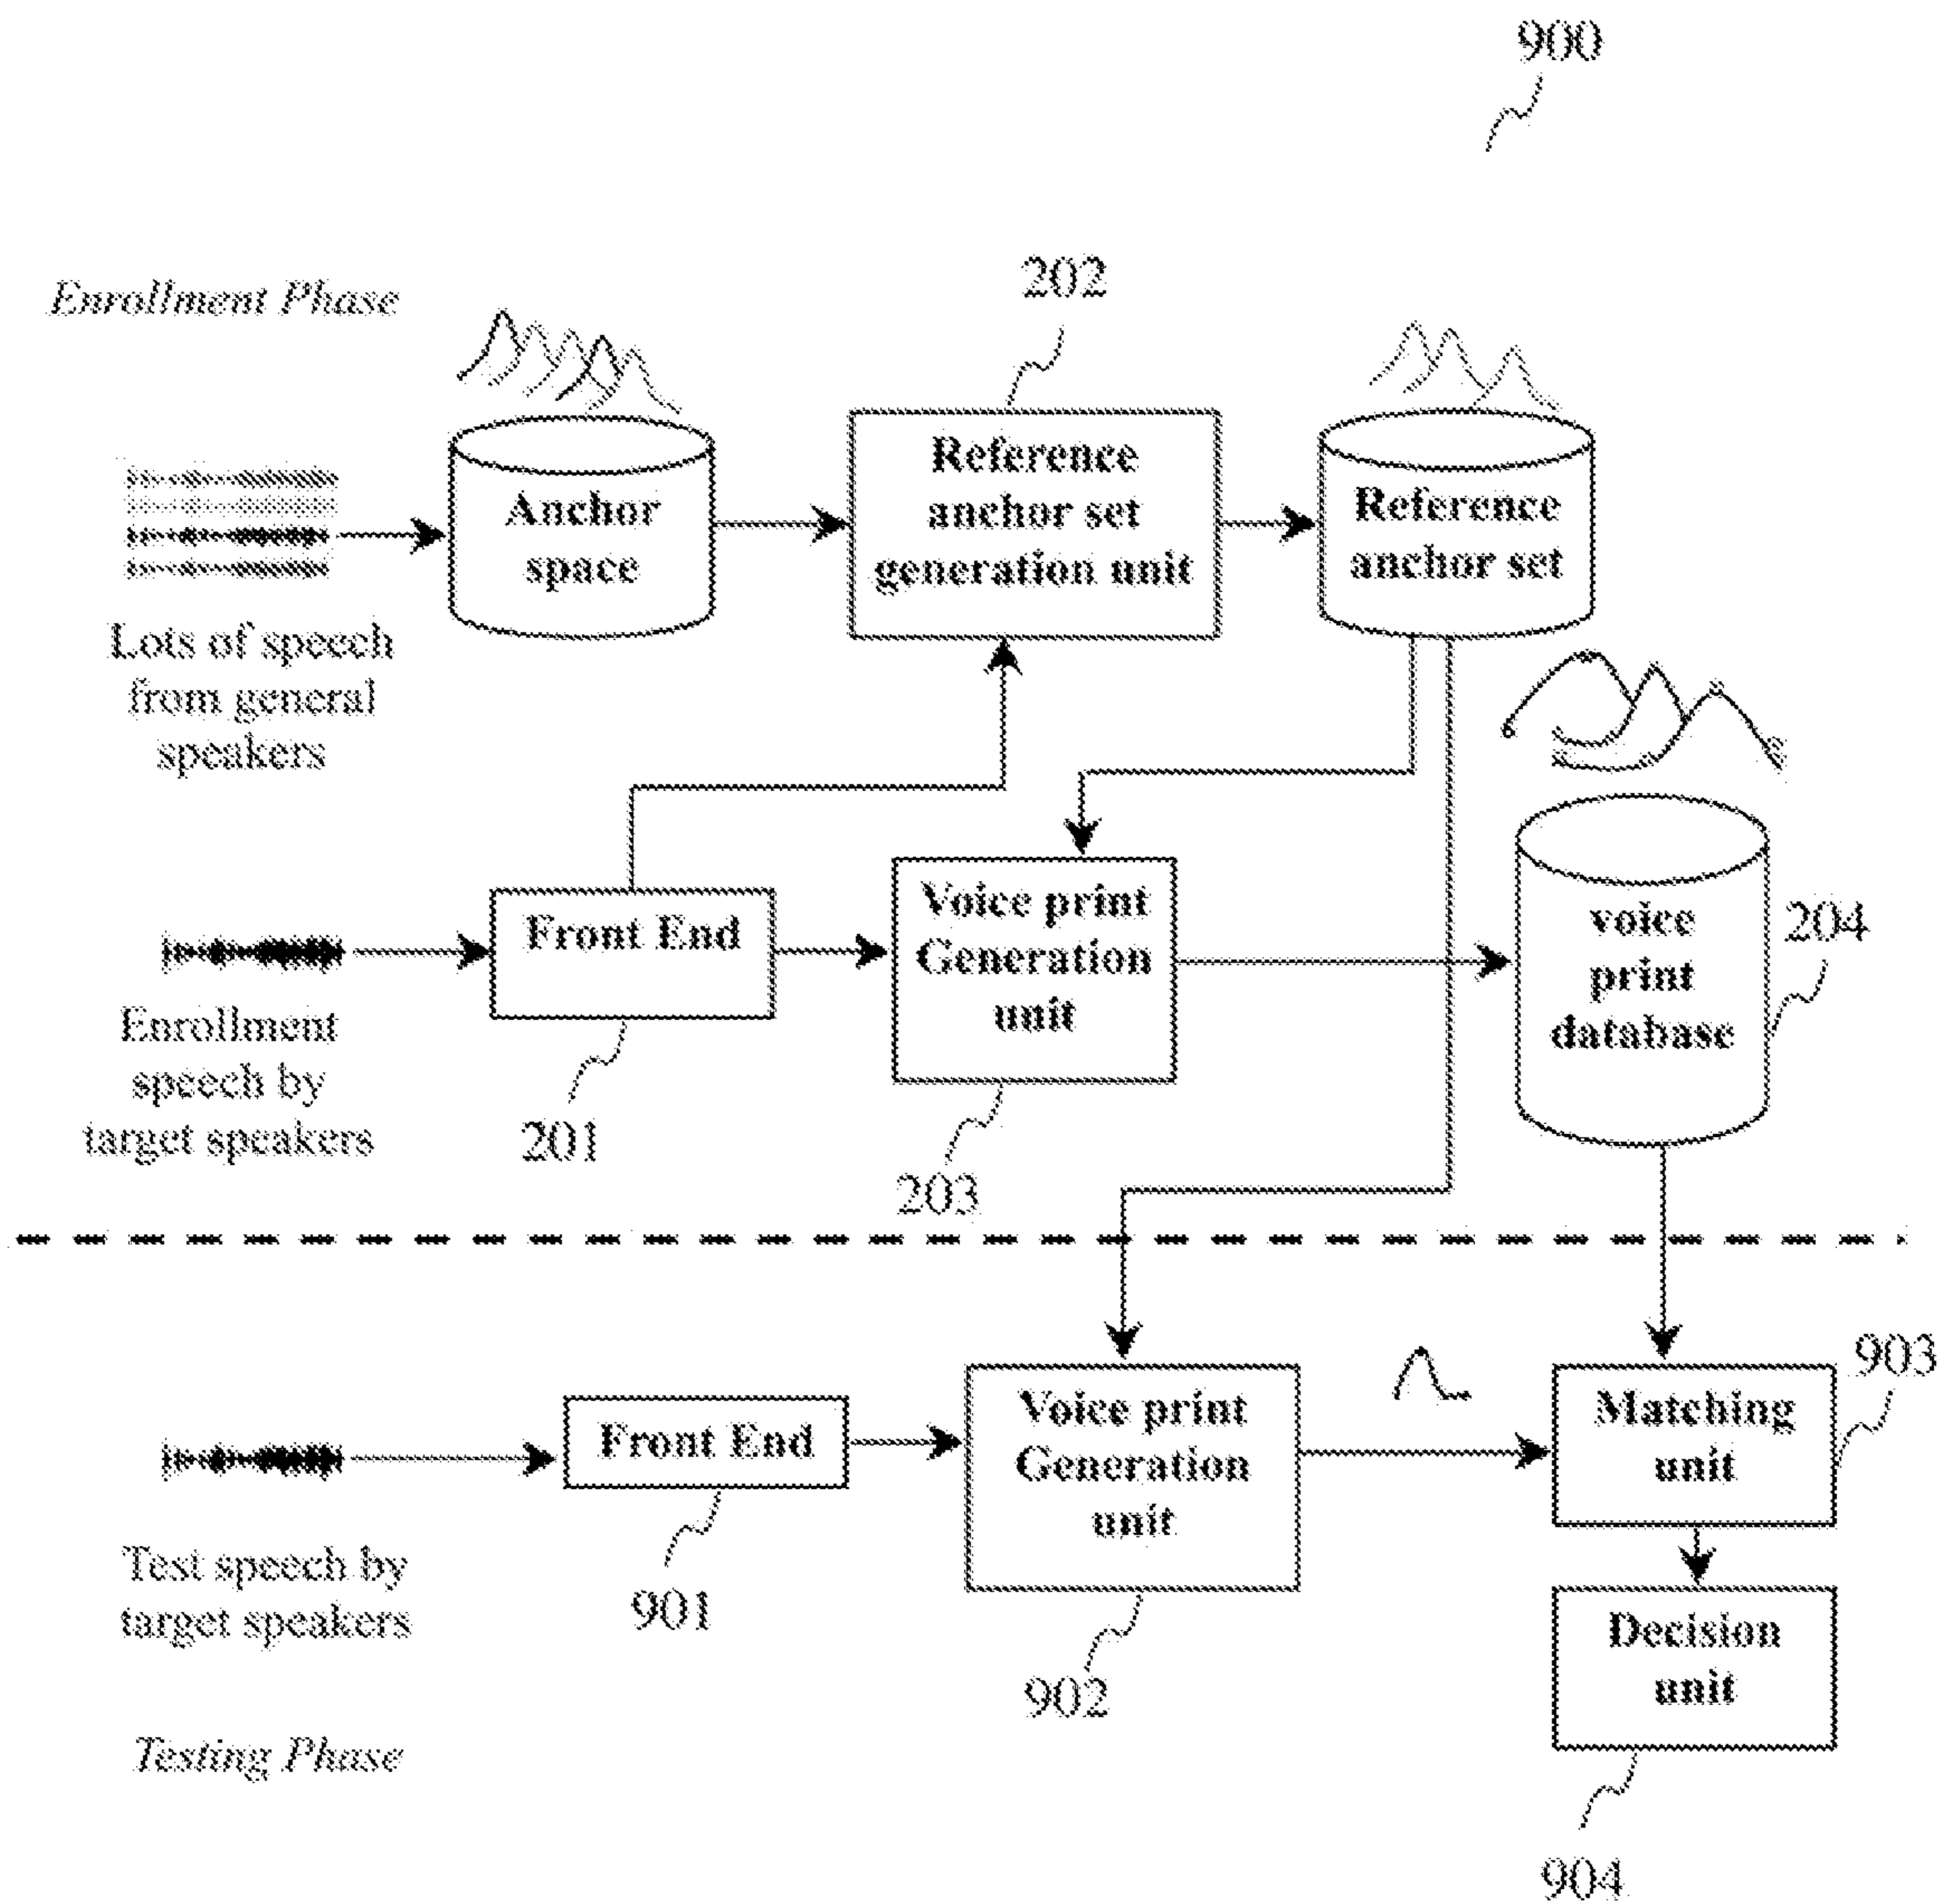 900
Enrollment Phase
202
Reference
anchor set
generation unit
Anchor
space
Reference
anchor set
Lots of speech
from general
speakers
Front End
Voice print
Generation
unit
voice
print
database
204
Enrollment
speech by
target speakers
201
203
Front End
Voice print
Generation
unit
Matching
unit
903
Test speech by
target speakers
901
902
Decision
unit
Testing Phase
904